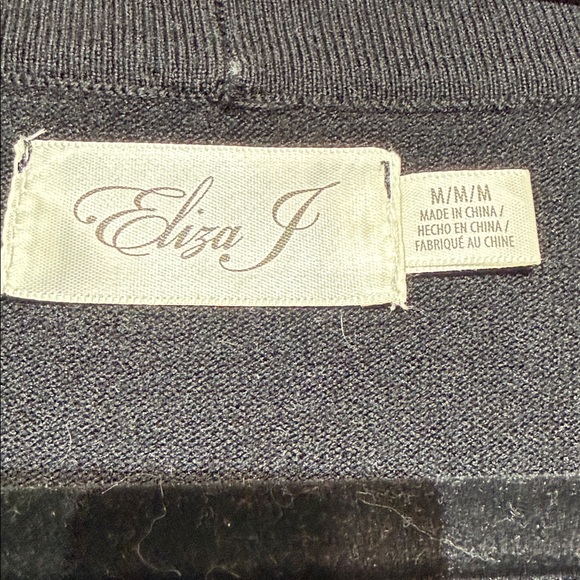 Eliza J
M/M/M
MADE IN CHINA /
HECHO EN CHINA /
FABRIQUÉ AU CHINE